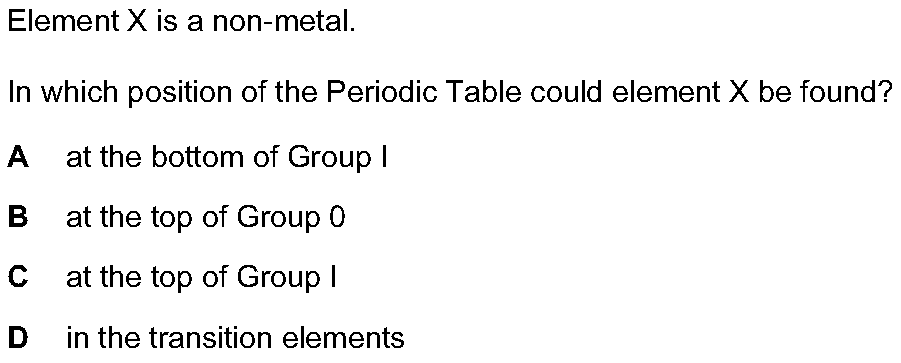 Element X is a non-metal.
In which position of the Periodic Table could element X be found?
A at the bottom of Group I
B at the top of Group 0
C at the top of Group I
D in the transition elements